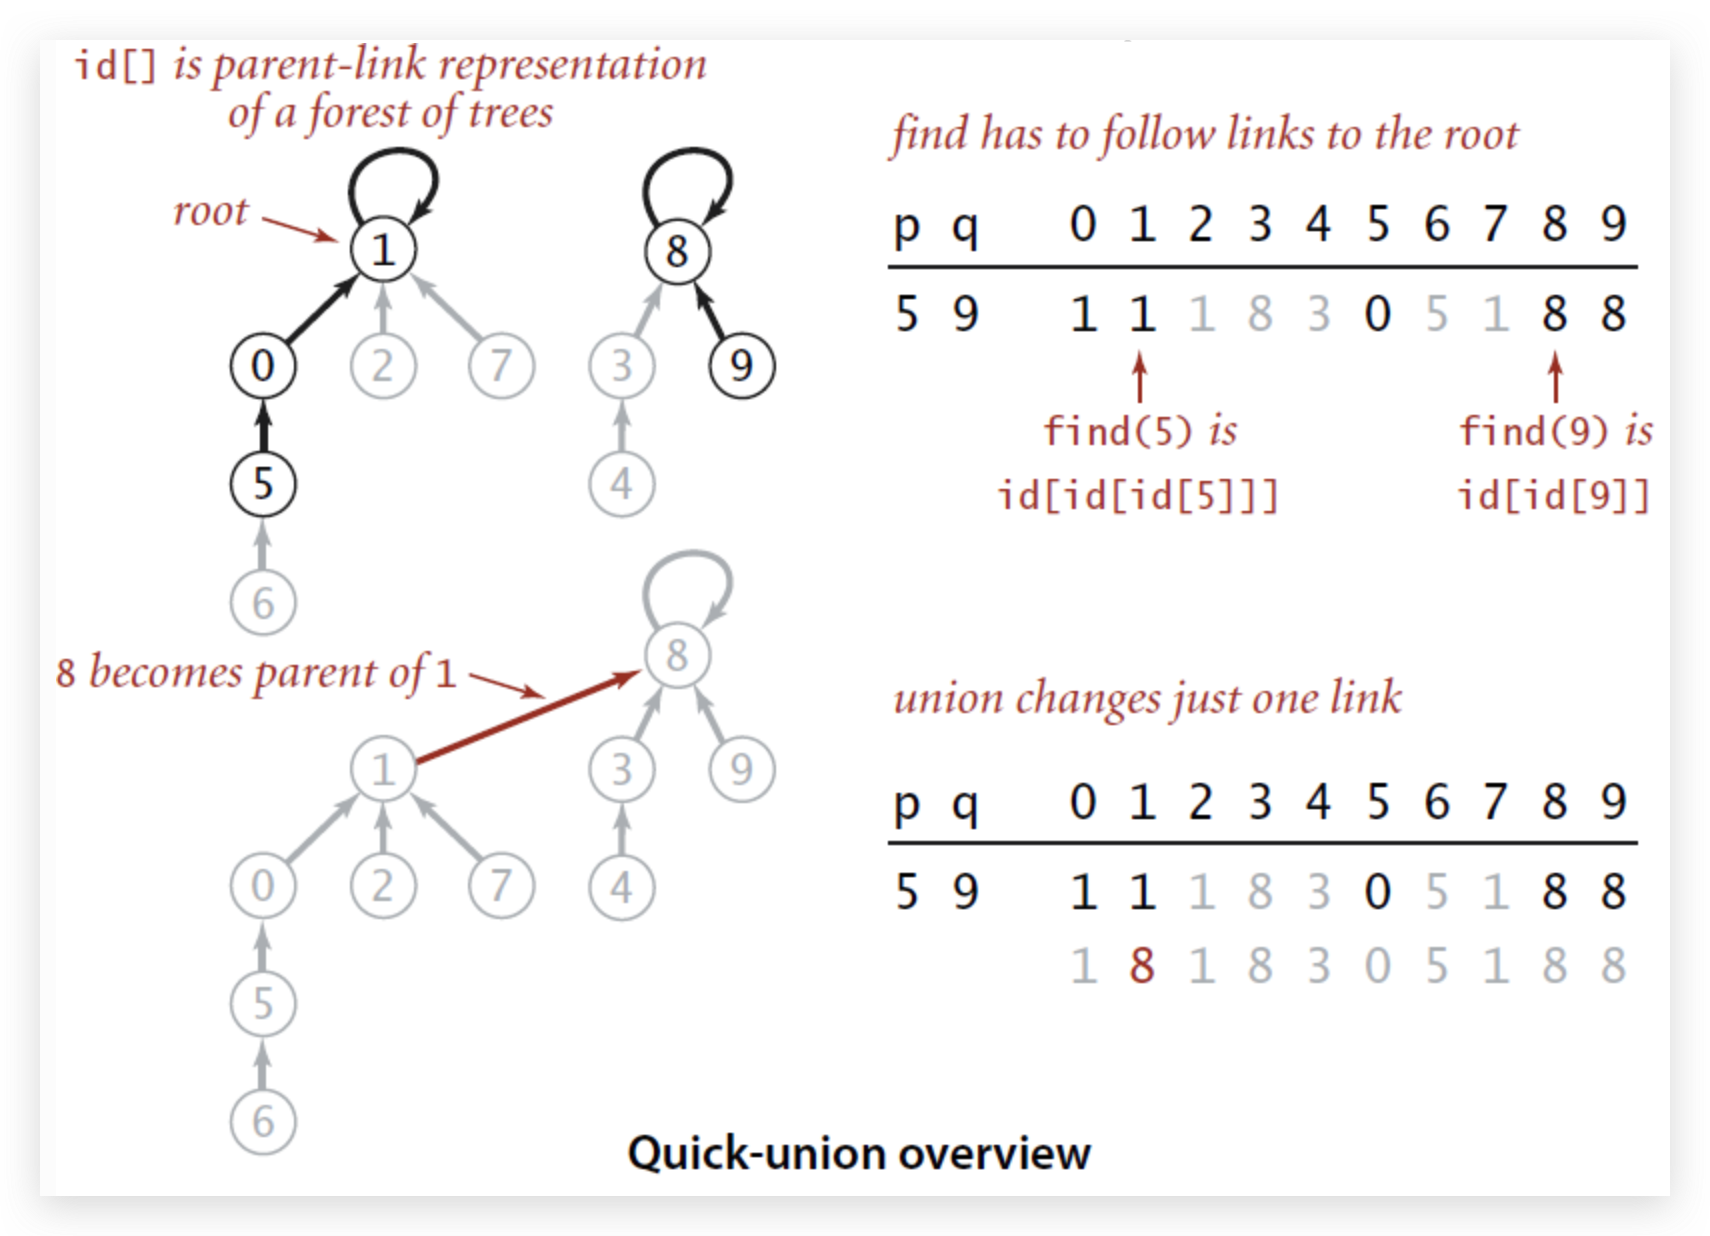 id[] is parent-link representation
of a forest of trees
root
1
8
0 2 7 3 9
5 4
6
find has to follow links to the root
p q 0 1 2 3 4 5 6 7 8 9
5 9 1 1 1 8 3 0 5 1 8 8
find(5) is
id[id[id[5]]]
find(9) is
id[id[9]]
8 becomes parent of 1
8
1 3 9
0 2 7 4
5
6
union changes just one link
p q 0 1 2 3 4 5 6 7 8 9
5 9 1 1 1 8 3 0 5 1 8 8
1 8 1 8 3 0 5 1 8 8
Quick-union overview